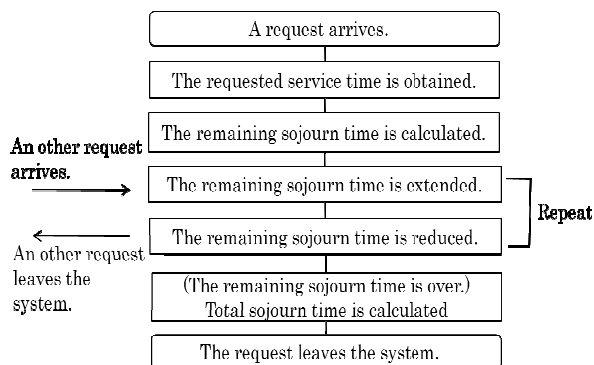 A request arrives.
The requested service time is obtained.
The remaining sojourn time is calculated.
An other request
arrives.
The remaining sojourn time is extended.
Repeat
The remaining sojourn time is reduced.
An other request
leaves the
system.
(The remaining sojourn time is over.)
Total sojourn time is calculated
The request leaves the system.